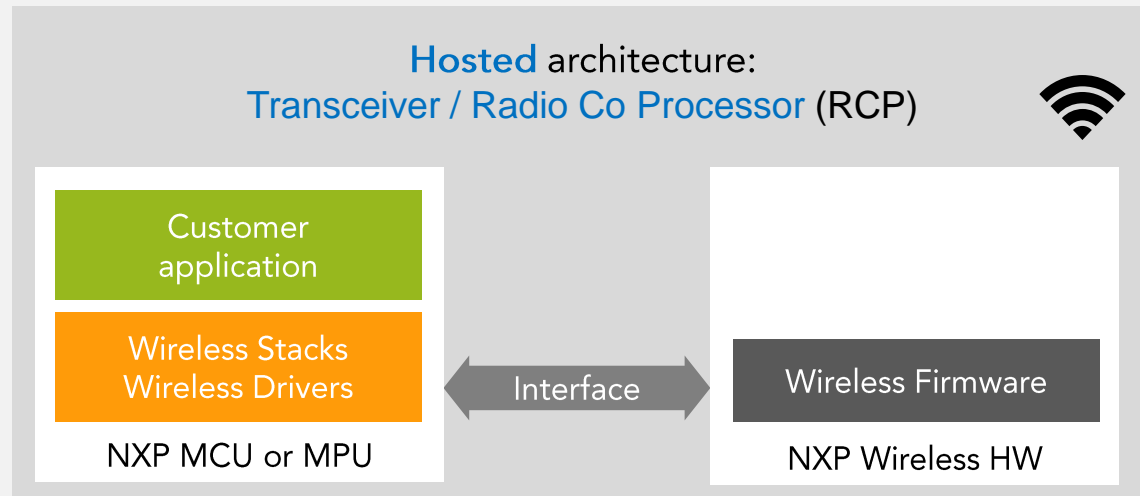 Hosted architecture:
Transceiver / Radio Co Processor (RCP)
Customer
application
Wireless Stacks
Wireless Drivers
NXP MCU or MPU
Interface
Wireless Firmware
NXP Wireless HW